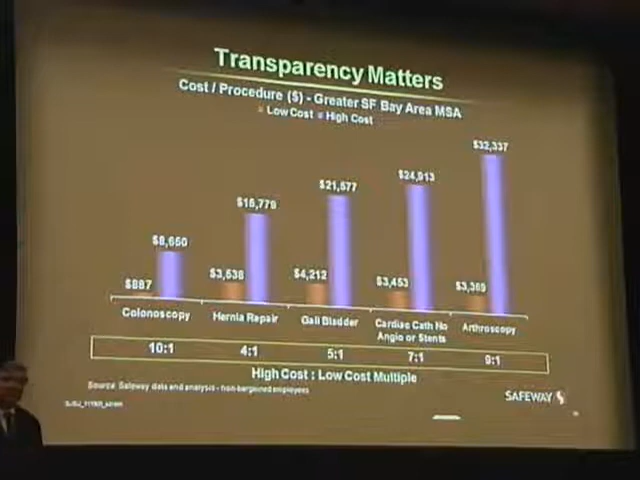 Transparency Matters
Cost / Procedure ($) - Greater SF Bay Area MSA
Low Cost High Cost
$32,337
$24,913
$21,677
$16,779
$8,650
$887 $3,538 $4,212 $3,453 $3,369
Colonoscopy Hernia Repair Gall Bladder Cardiac Cath No Angio or Stents Arthroscopy
10:1 4:1 5:1 7:1 9:1
High Cost : Low Cost Multiple
Source: Safeway data and analysis - non-bargained employees
SAFEWAY